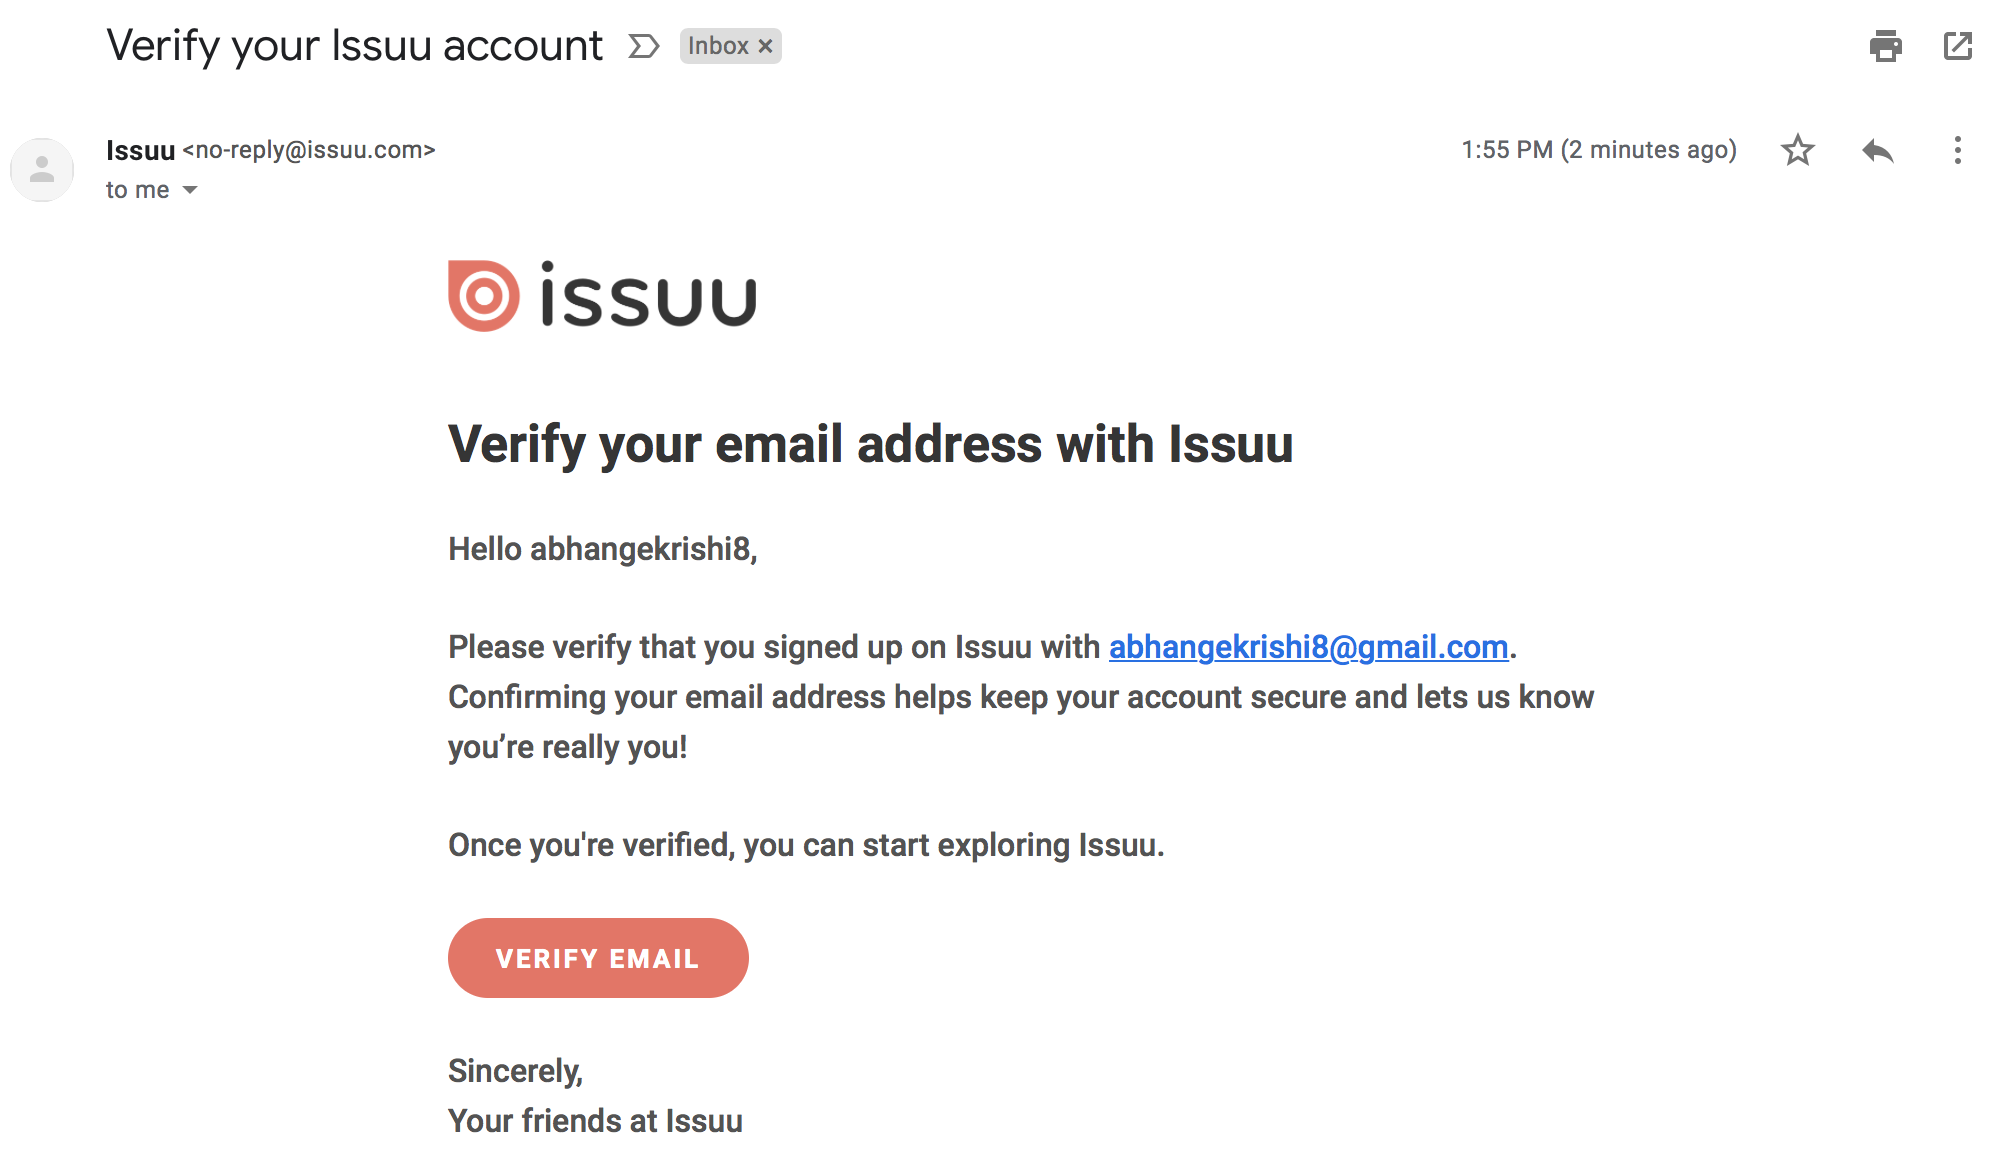 Verify your Issuu account Inbox ×
Issuu <no-reply@issuu.com> 1:55 PM (2 minutes ago)
to me
issuu
Verify your email address with Issuu
Hello abhangekrishi8,
Please verify that you signed up on Issuu with abhangekrishi8@gmail.com.
Confirming your email address helps keep your account secure and lets us know
you’re really you!
Once you're verified, you can start exploring Issuu.
VERIFY EMAIL
Sincerely,
Your friends at Issuu